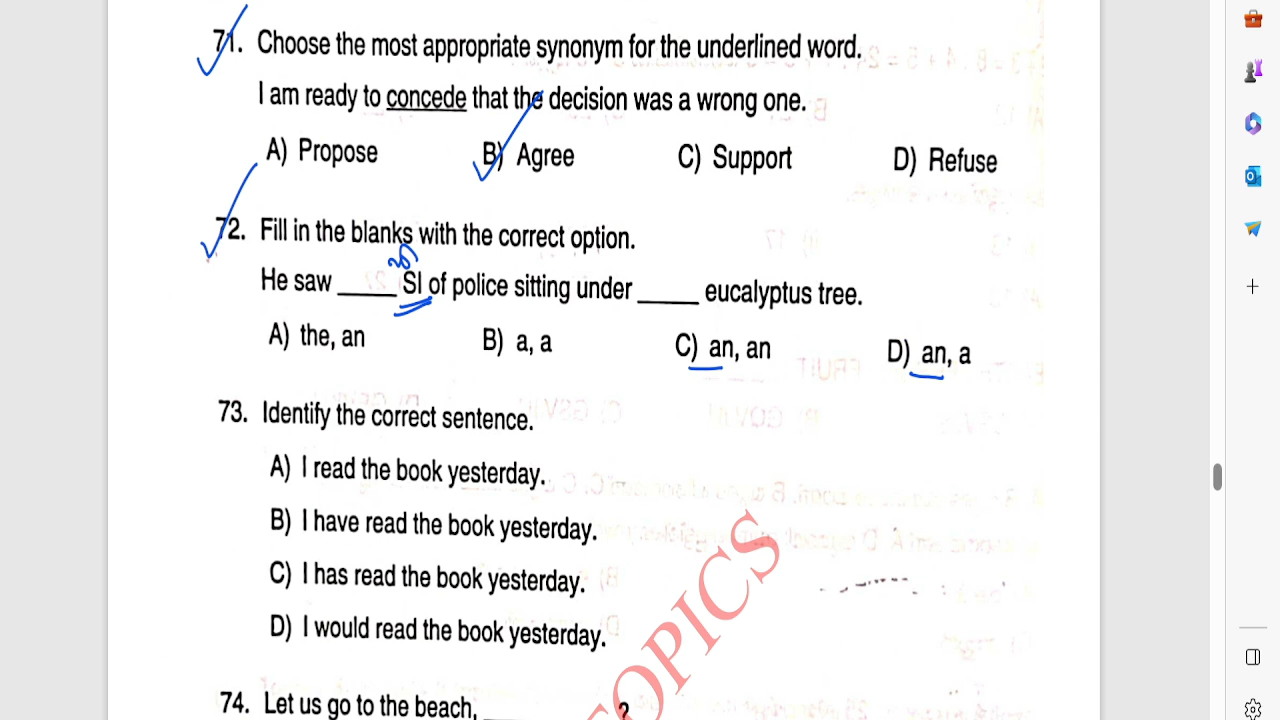 71. Choose the most appropriate synonym for the underlined word.
I am ready to concede that the decision was a wrong one.
A) Propose B) Agree C) Support D) Refuse
72. Fill in the blanks with the correct option.
He saw _____ SI of police sitting under _____ eucalyptus tree.
A) the, an B) a, a C) an, an D) an, a
73. Identify the correct sentence.
A) I read the book yesterday.
B) I have read the book yesterday.
C) I has read the book yesterday.
D) I would read the book yesterday.
74. Let us go to the beach, _____ ?
TOPICS